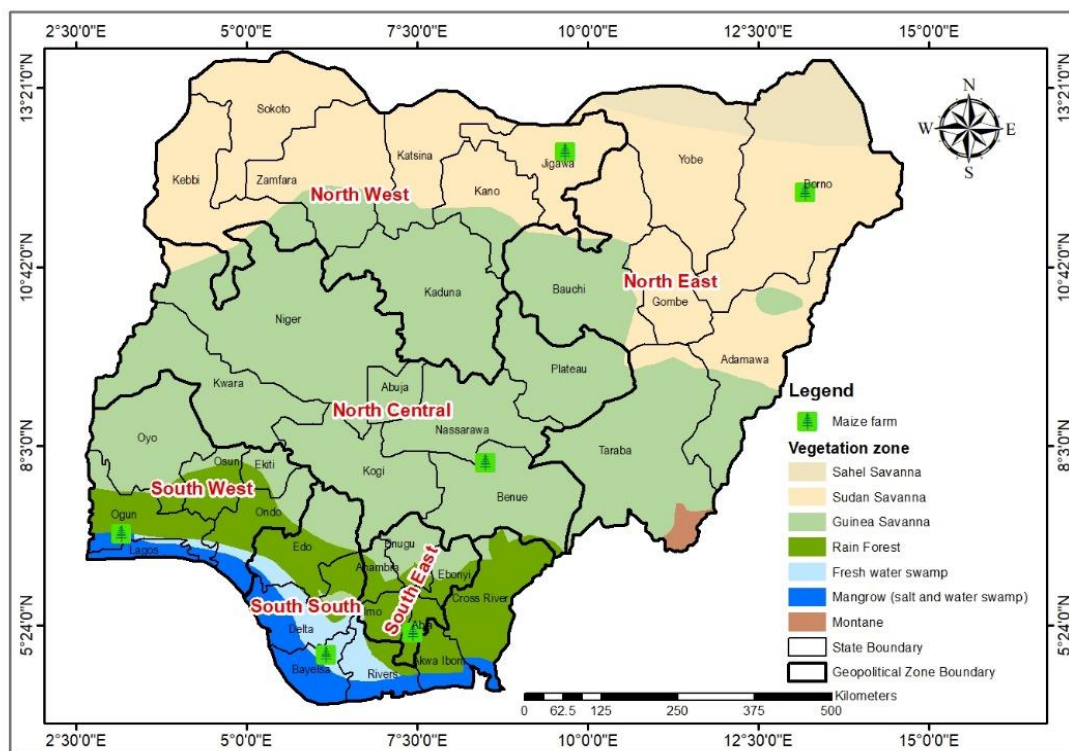 2°30'0"E 5°0'0"E 7°30'0"E 10°0'0"E 12°30'0"E 15°0'0"E
13°21'0"N
10°42'0"N
8°3'0"N
5°24'0"N
13°21'0"N
10°42'0"N
8°3'0"N
5°24'0"N
N
W E
S
Sokoto
Katsina
Jigawa
Yobe
Kebbi
Zamfara
Kano
Borno
North West
Kaduna
Bauchi
North East
Gombe
Niger
Adamawa
Plateau
Kwara
Abuja
North Central
Nassarawa
Oyo
Taraba
Kogi
Osun
Ekiti
Benue
South West
Ogun
Ondo
Edo
Enugu
Lagos
Anambra
Ebonyi
South East
Cross River
South South
Imo
Abia
Delta
Akwa Ibom
Bayelsa
Rivers
Legend
Maize farm
Vegetation zone
Sahel Savanna
Sudan Savanna
Guinea Savanna
Rain Forest
Fresh water swamp
Mangrow (salt and water swamp)
Montane
State Boundary
Geopolitical Zone Boundary
Kilometers
0 62.5 125 250 375 500
2°30'0"E 5°0'0"E 7°30'0"E 10°0'0"E 12°30'0"E 15°0'0"E